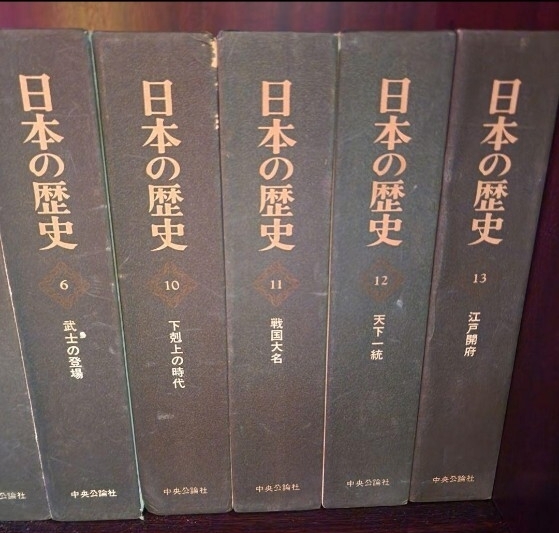 日本の歴史
6
武士の登場
中央公論社
日本の歴史
10
下剋上の時代
中央公論社
日本の歴史
11
戦国大名
中央公論社
日本の歴史
12
天下一統
中央公論社
日本の歴史
13
江戸開府
中央公論社
公論社